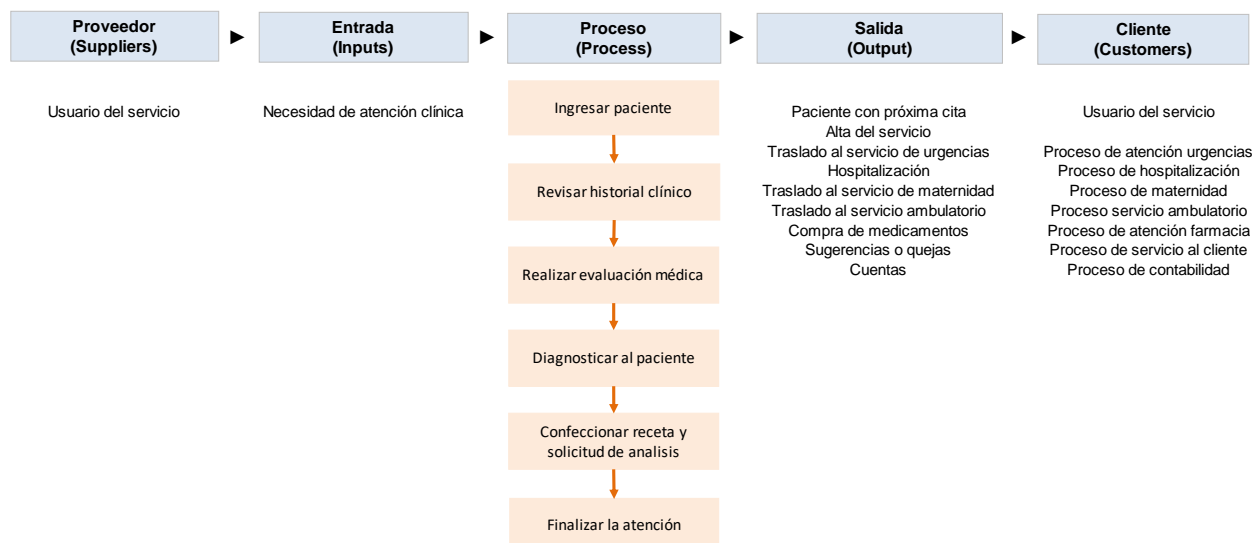 Proveedor
(Suppliers)
Entrada
(Inputs)
Proceso
(Process)
Salida
(Output)
Cliente
(Customers)
Usuario del servicio
Necesidad de atención clínica
Ingresar paciente
Revisar historial clínico
Realizar evaluación médica
Diagnosticar al paciente
Confeccionar receta y
solicitud de analisis
Finalizar la atención
Paciente con próxima cita
Alta del servicio
Traslado al servicio de urgencias
Hospitalización
Traslado al servicio de maternidad
Traslado al servicio ambulatorio
Compra de medicamentos
Sugerencias o quejas
Cuentas
Usuario del servicio
Proceso de atención urgencias
Proceso de hospitalización
Proceso de maternidad
Proceso servicio ambulatorio
Proceso de atención farmacia
Proceso de servicio al cliente
Proceso de contabilidad